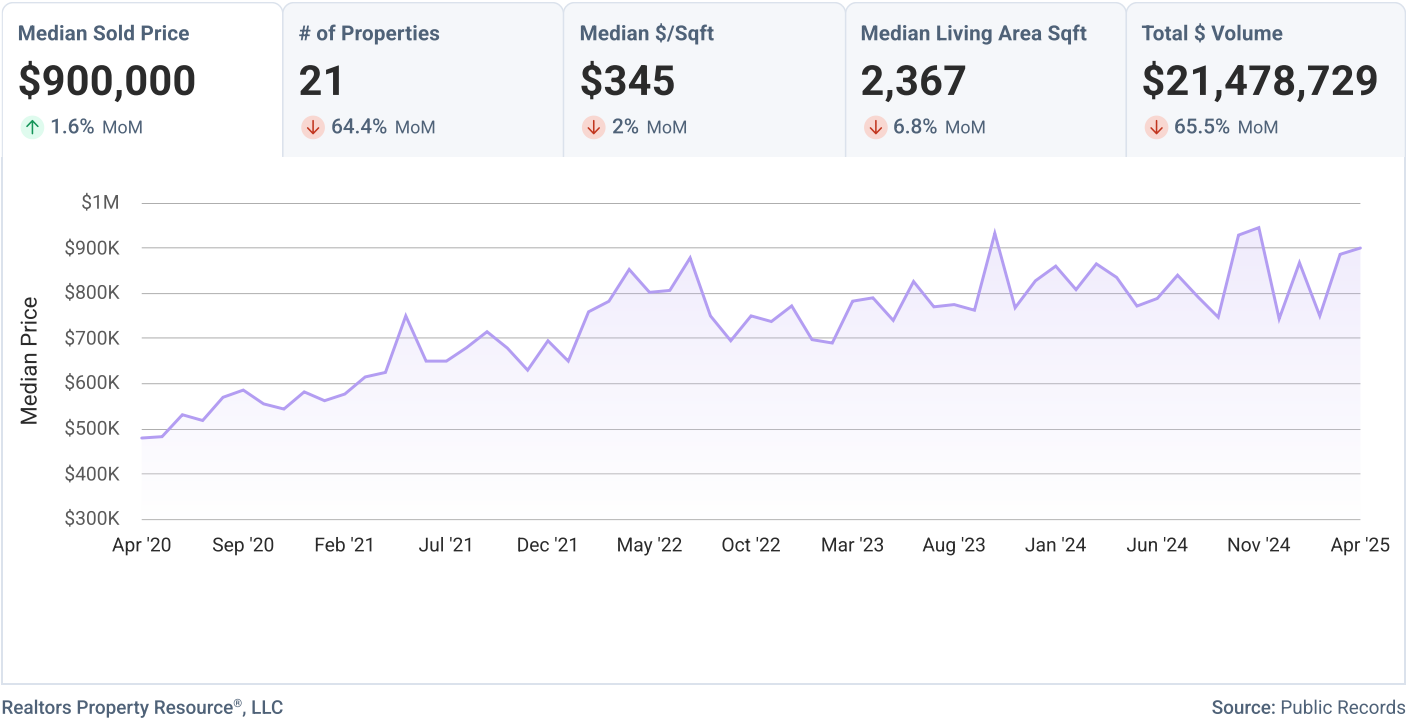 Median Sold Price
$900,000
1.6% MoM
# of Properties
21
64.4% MoM
Median $/Sqft
$345
2% MoM
Median Living Area Sqft
2,367
6.8% MoM
Total $ Volume
$21,478,729
65.5% MoM
Median Price
$1M
$900K
$800K
$700K
$600K
$500K
$400K
$300K
Apr '20 Sep '20 Feb '21 Jul '21 Dec '21 May '22 Oct '22 Mar '23 Aug '23 Jan '24 Jun '24 Nov '24 Apr '25
Realtors Property Resource®, LLC
Source: Public Records